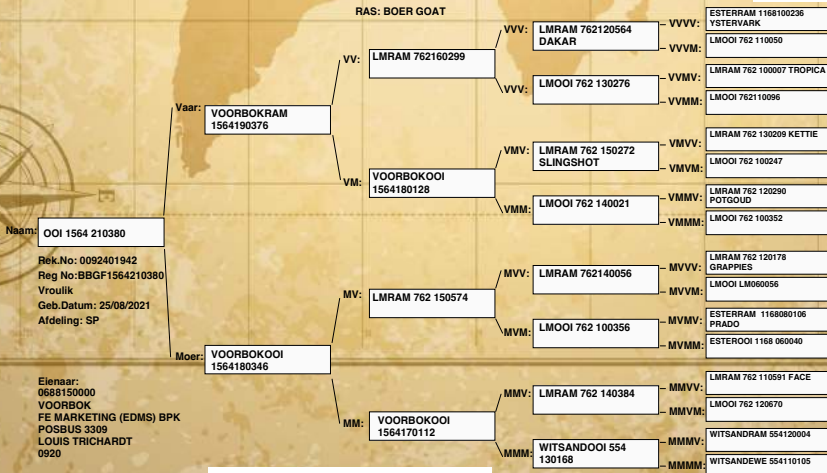 RAS: BOER GOAT
Naam:
OOI 1564 210380
Rek.No: 0092401942
Reg No:BBGF1564210380
Vroulik
Geb.Datum: 25/08/2021
Afdeling: SP
Eienaar:
0688150000
VOORBOK
FE MARKETING (EDMS) BPK
POSBUS 3309
LOUIS TRICHARDT
0920
Vaar:
VOORBOKRAM
1564190376
Moer:
VOORBOKOOI
1564180346
VV:
LMRAM 762160299
VM:
VOORBOKOOI
1564180128
MV:
LMRAM 762 150574
MM:
VOORBOKOOI
1564170112
VVV:
LMRAM 762120564
DAKAR
VVV:
LMOOI 762 130276
VMV:
LMRAM 762 150272
SLINGSHOT
VMM:
LMOOI 762 140021
MVV:
LMRAM 762140056
MVM:
LMOOI 762 100356
MMV:
LMRAM 762 140384
MMM:
WITSANDOOI 554
130168
VVVV:
ESTERRAM 1168100236
YSTERVARK
VVVM:
LMOOI 762 110050
VVMV:
LMRAM 762 100007 TROPICA
VVMM:
LMOOI 762110096
VMVV:
LMRAM 762 130209 KETTIE
VMVM:
LMOOI 762 100247
VMMV:
LMRAM 762 120290
POTGOUD
VMMM:
LMOOI 762 100352
MVVV:
LMRAM 762 120178
GRAPPIES
MVVM:
LMOOI LM060056
MVMV:
ESTERRAM 1168080106
PRADO
MVMM:
ESTEROOI 1168 060040
MMVV:
LMRAM 762 110591 FACE
MMVM:
LMOOI 762 120670
MMMV:
WITSANDRAM 554120004
MMMM:
WITSANDEWE 554110105
E